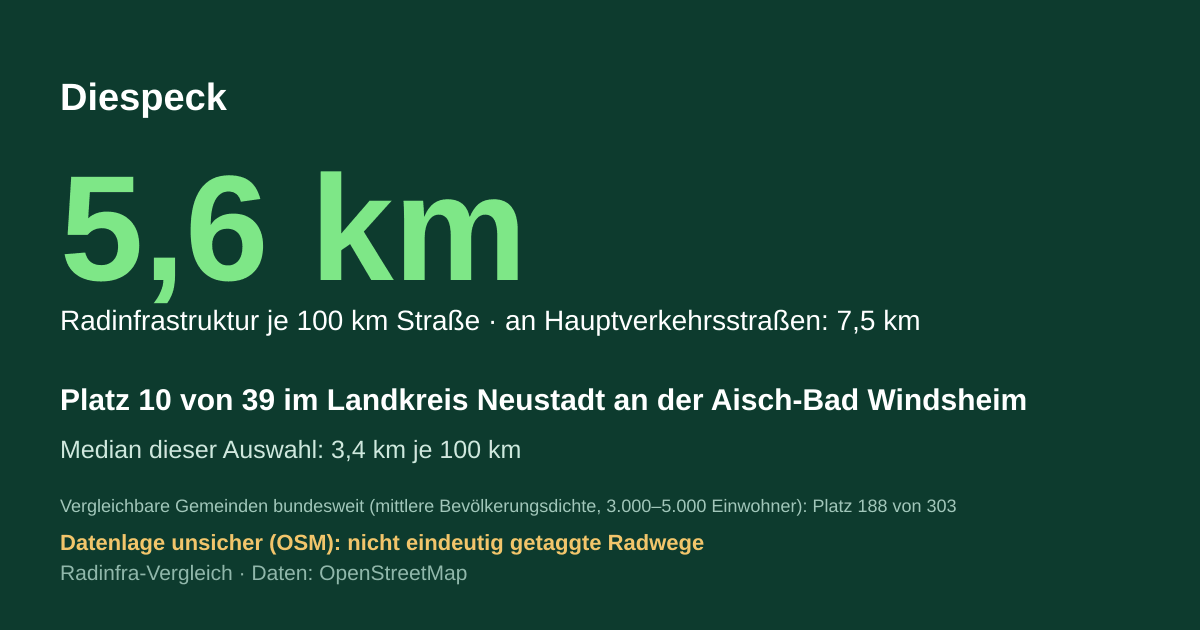 Diespeck
5,6 km
Radinfrastruktur je 100 km Straße · an Hauptverkehrsstraßen: 7,5 km
Platz 10 von 39 im Landkreis Neustadt an der Aisch-Bad Windsheim
Median dieser Auswahl: 3,4 km je 100 km
Vergleichbare Gemeinden bundesweit (mittlere Bevölkerungsdichte, 3.000–5.000 Einwohner): Platz 188 von 303
Datenlage unsicher (OSM): nicht eindeutig getaggte Radwege
Radinfra-Vergleich · Daten: OpenStreetMap